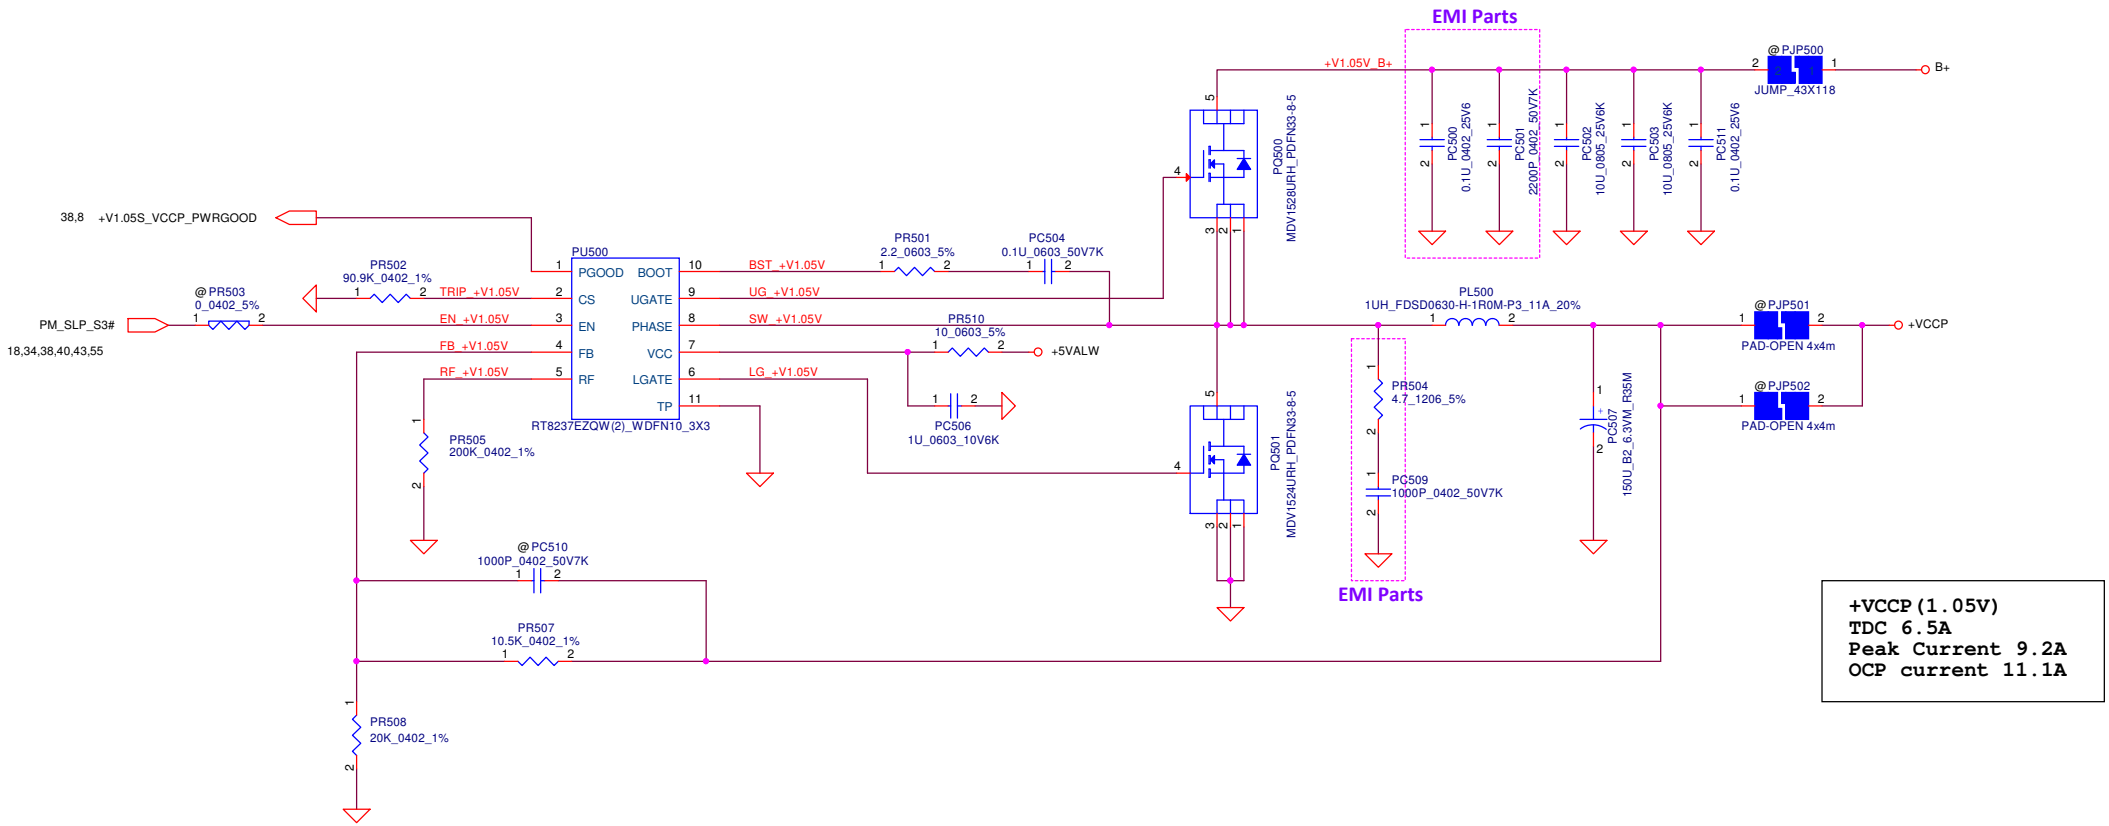 EMI Parts
+V1.05V_B+
@ PJP500
2
2
1
1
B+
JUMP_43X118
5
4
3
2
1
PQ500
MDV1528URH_PDFN33-8-5
1
2
PC500
0.1U_0402_25V6
1
2
PC501
2200P_0402_50V7K
1
2
PC502
10U_0805_25V6K
1
2
PC503
10U_0805_25V6K
1
2
PC511
0.1U_0402_25V6
38,8 +V1.05S_VCCP_PWRGOOD
PR502
90.9K_0402_1%
1
2
TRIP_+V1.05V
@ PR503
0_0402_5%
1
2
PM_SLP_S3#
18,34,38,40,43,55
EN_+V1.05V
FB_+V1.05V
RF_+V1.05V
PU500
1 PGOOD BOOT 10
2 CS UGATE 9
3 EN PHASE 8
4 FB VCC 7
5 RF LGATE 6
TP 11
RT8237EZQW(2)_WDFN10_3X3
BST_+V1.05V
UG_+V1.05V
SW_+V1.05V
LG_+V1.05V
PR501
2.2_0603_5%
1
2
PC504
0.1U_0603_50V7K
1
2
PR510
10_0603_5%
1
2
+5VALW
1
2
PC506
1U_0603_10V6K
PL500
1UH_FDSD0630-H-1R0M-P3_11A_20%
1
2
@ PJP501
1
2
PAD-OPEN 4x4m
+VCCP
@ PJP502
1
2
PAD-OPEN 4x4m
1
PR504
4.7_1206_5%
2
1
PC509
1000P_0402_50V7K
2
EMI Parts
1
+
2
PC507
150U_B2_6.3VM_R35M
5
4
3
2
1
PQ501
MDV1524URH_PDFN33-8-5
1
PR505
200K_0402_1%
2
@ PC510
1000P_0402_50V7K
1
2
PR507
10.5K_0402_1%
1
2
1
PR508
20K_0402_1%
2
+VCCP(1.05V)
TDC 6.5A
Peak Current 9.2A
OCP current 11.1A